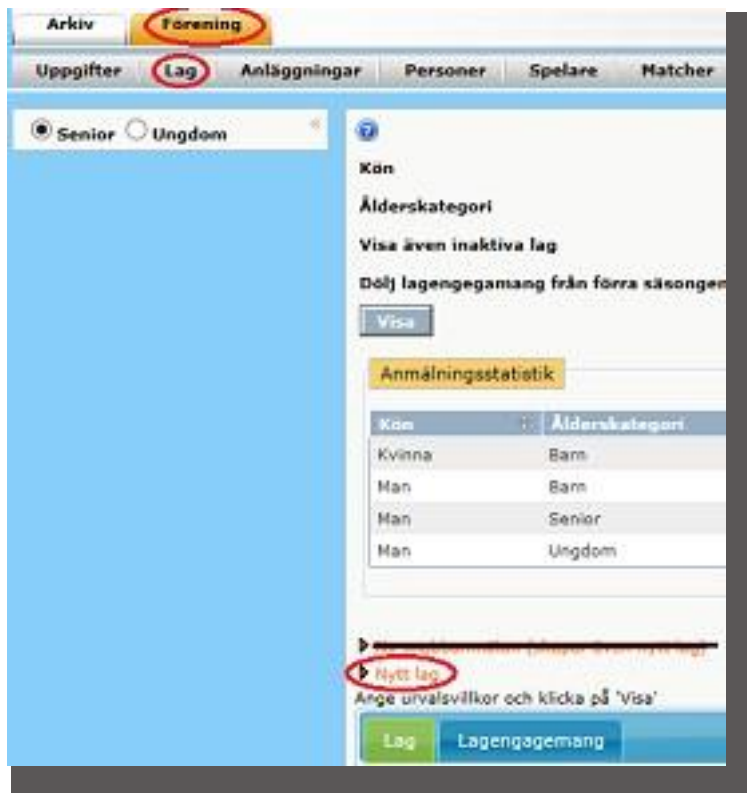 Arkiv Förening
Uppgifter Lag Anläggningar Personer Spelare Matcher
Senior Ungdom
Kön
Ålderskategori
Visa även inaktiva lag
Dölj lagengegamang från förra säsongen
Visa
Anmälningsstatistik
Kön Ålderskategori
Kvinna Barn
Man Barn
Man Senior
Man Ungdom
Nytt lag
Ange urvalsvillkor och klicka på 'Visa'
Lag Lagengagemang